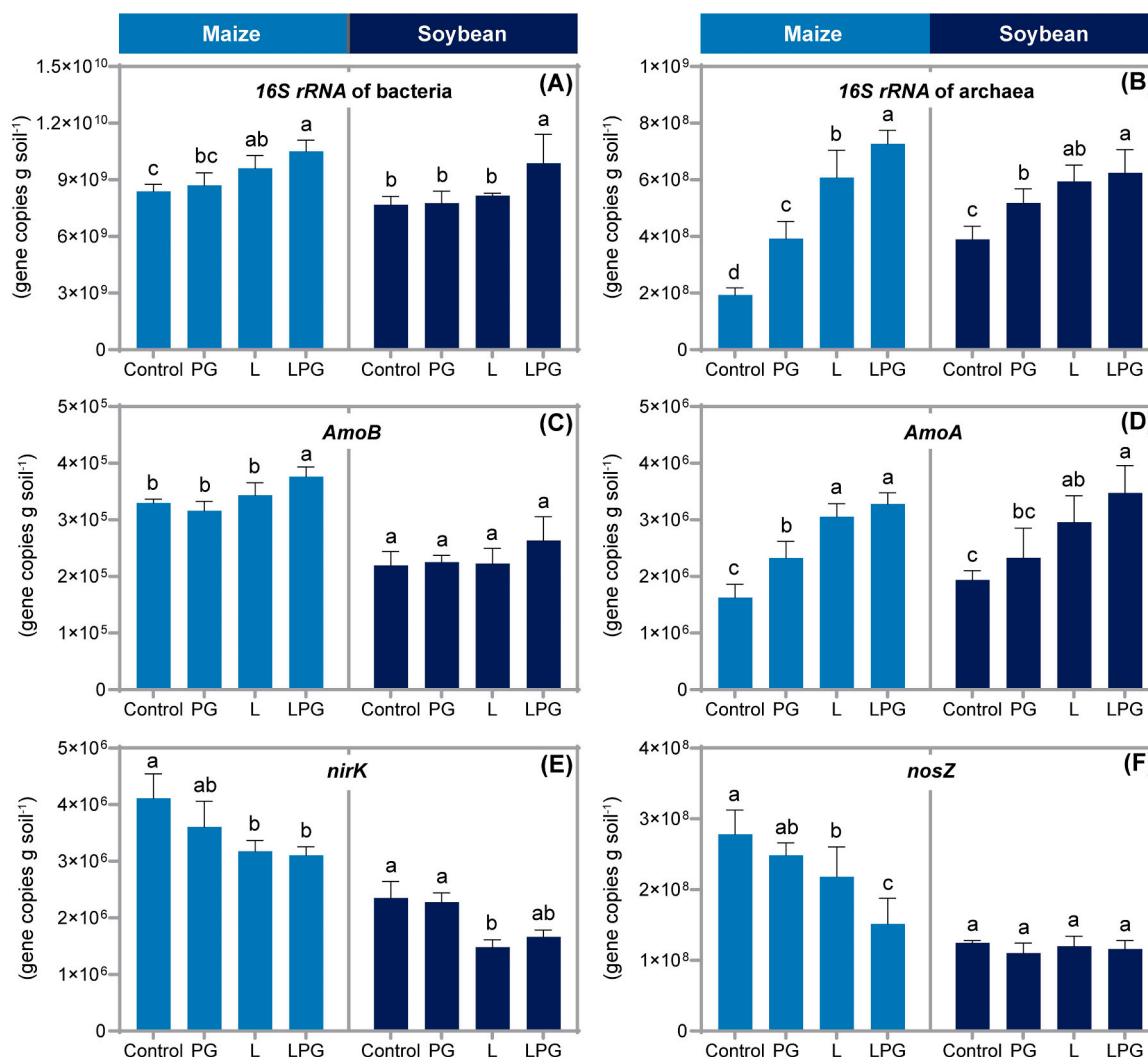 Maize Soybean
Maize Soybean
(A)
16S rRNA of bacteria
(gene copies g soil⁻¹)
1.5×10¹⁰
1.2×10¹⁰
9×10⁹
6×10⁹
3×10⁹
0
c bc ab a b b b a
Control PG L LPG Control PG L LPG
(B)
16S rRNA of archaea
(gene copies g soil⁻¹)
1×10⁹
8×10⁸
6×10⁸
4×10⁸
2×10⁸
0
d c b a c b ab a
Control PG L LPG Control PG L LPG
(C)
AmoB
(gene copies g soil⁻¹)
5×10⁵
4×10⁵
3×10⁵
2×10⁵
1×10⁵
0
b b b a a a a a
Control PG L LPG Control PG L LPG
(D)
AmoA
(gene copies g soil⁻¹)
5×10⁶
4×10⁶
3×10⁶
2×10⁶
1×10⁶
0
c b a a c bc ab a
Control PG L LPG Control PG L LPG
(E)
nirK
(gene copies g soil⁻¹)
5×10⁶
4×10⁶
3×10⁶
2×10⁶
1×10⁶
0
a ab b b a a b ab
Control PG L LPG Control PG L LPG
(F)
nosZ
(gene copies g soil⁻¹)
4×10⁸
3×10⁸
2×10⁸
1×10⁸
0
a ab b c a a a a
Control PG L LPG Control PG L LPG